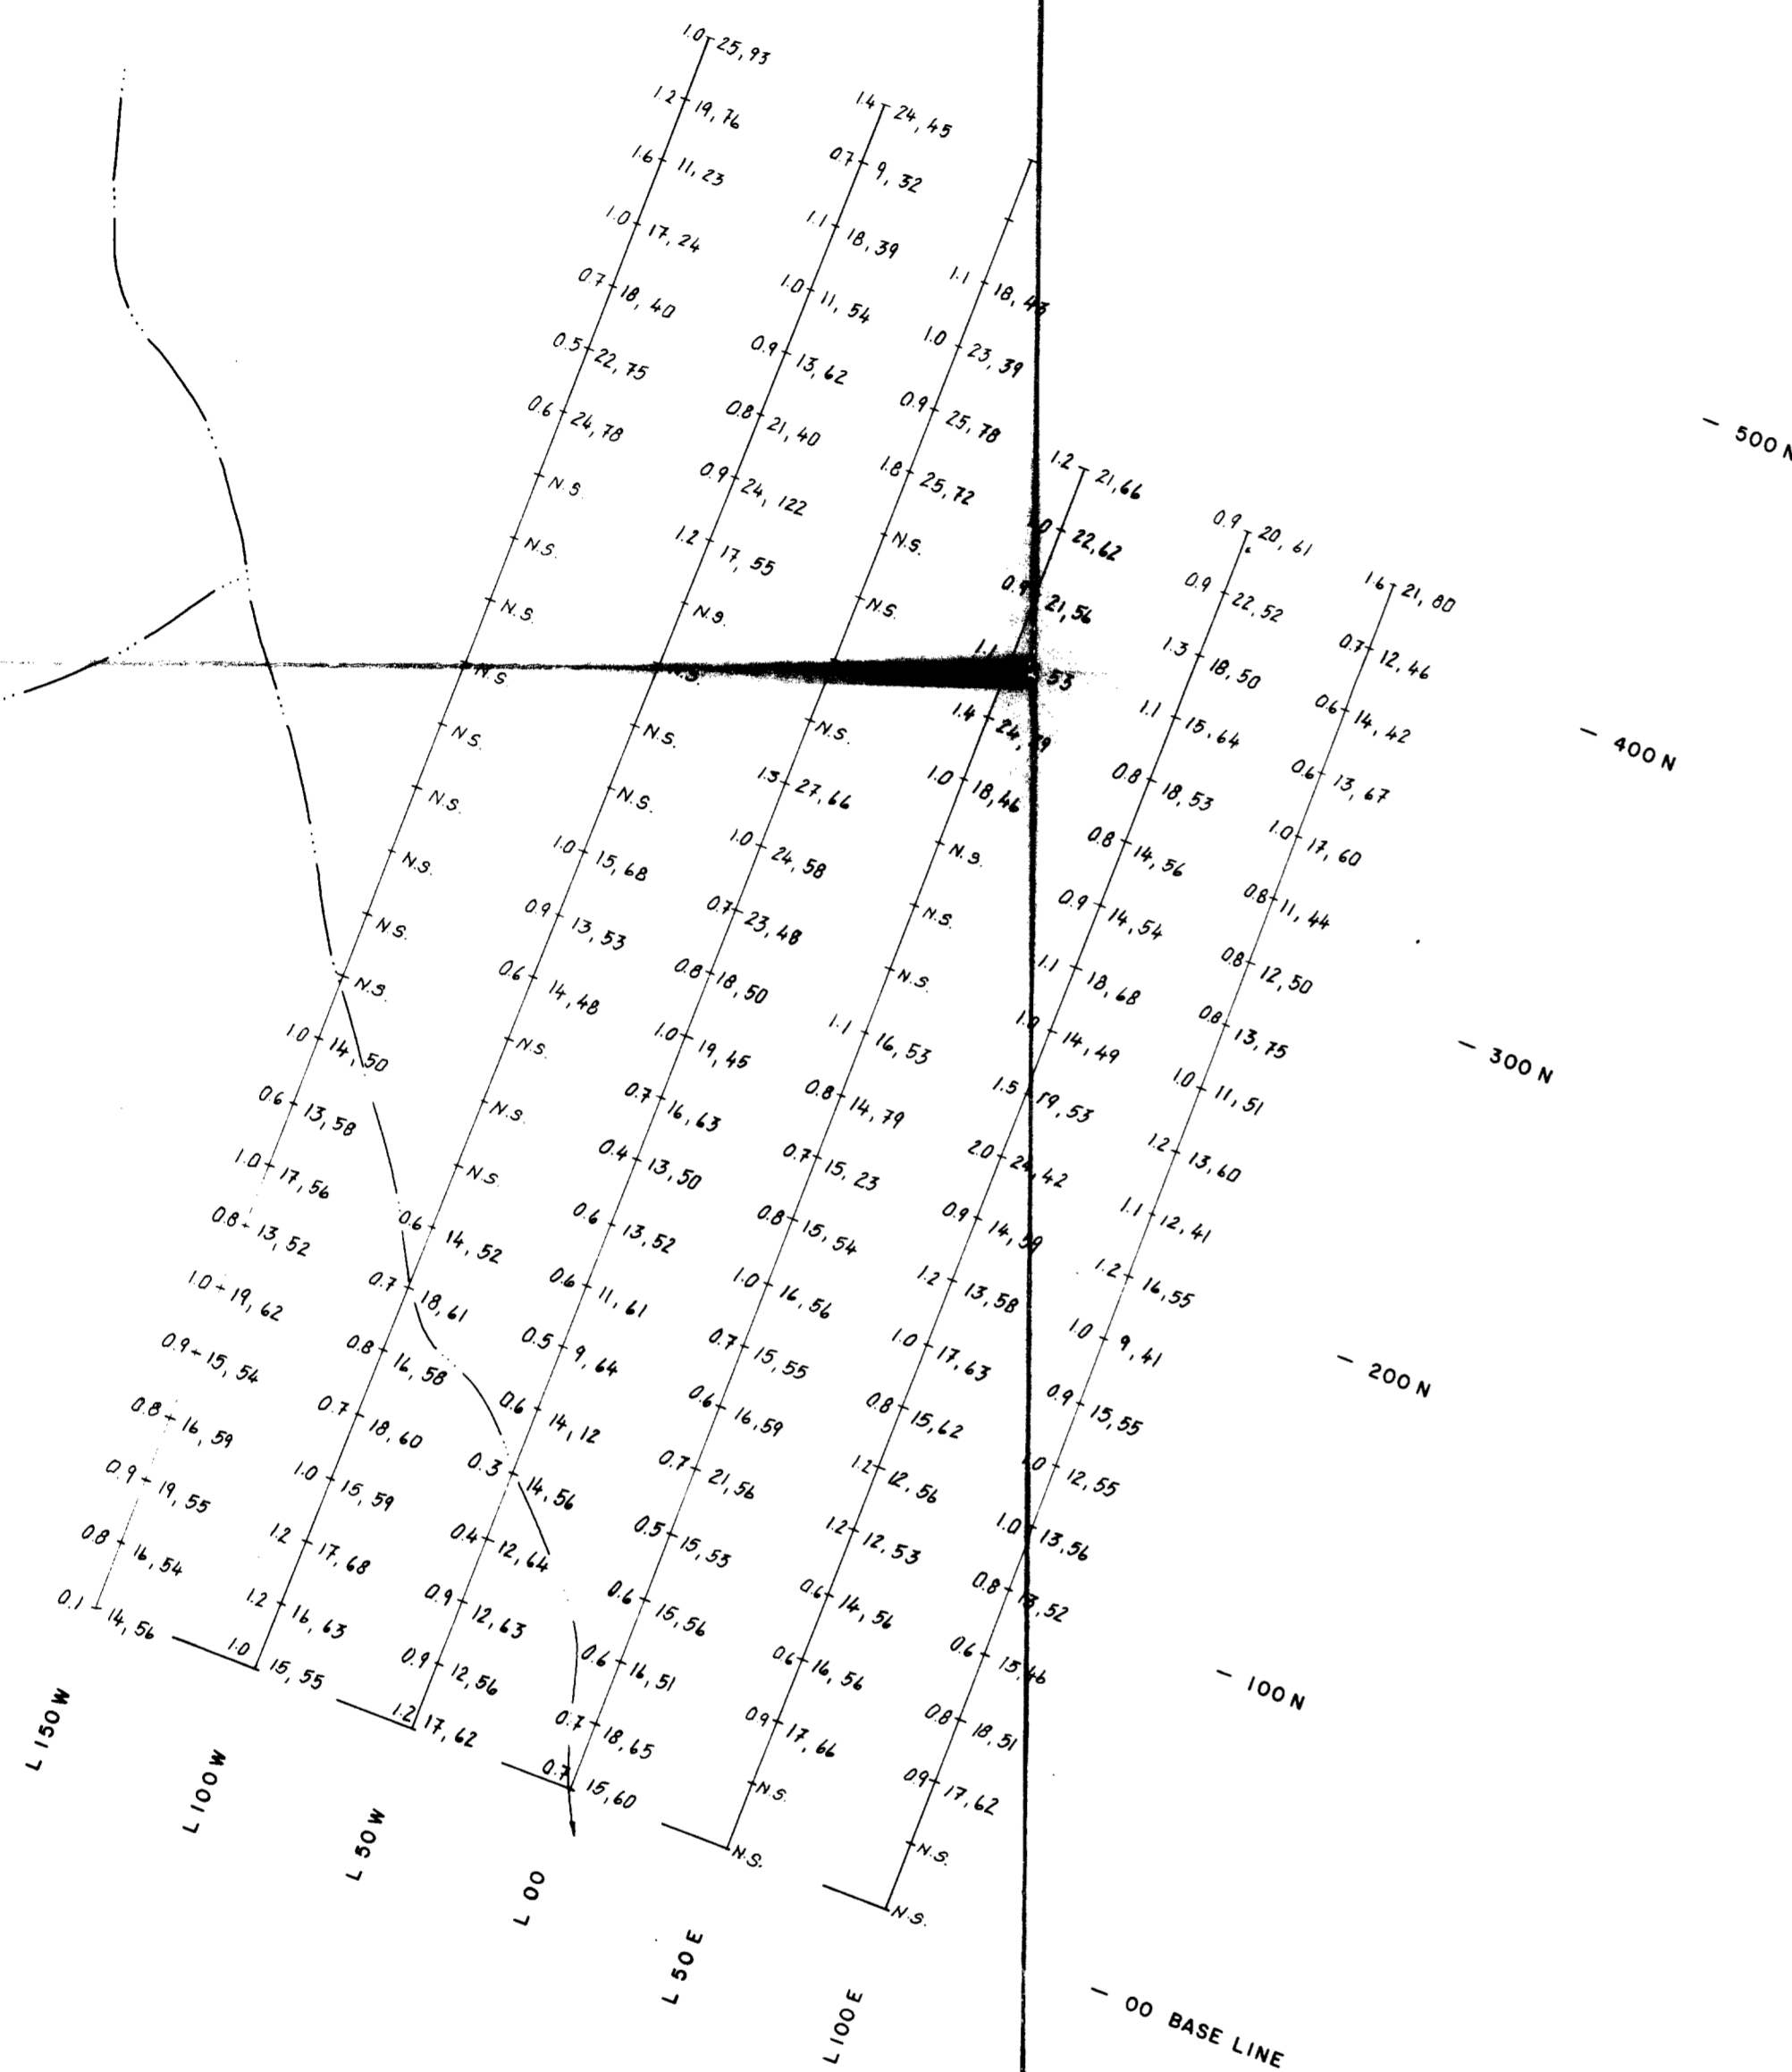 1.0 25, 93
1.2 19, 76
1.6 11, 23
1.0 17, 24
0.7 18, 40
0.5 22, 75
0.6 24, 78
N.S.
N.S.
N.S.
N.S.
N.S.
N.S.
N.S.
N.S.
N.S.
1.0 14, 50
0.6 13, 58
1.0 17, 56
0.8 13, 52
1.0 19, 62
0.9 15, 54
0.8 16, 59
0.9 19, 55
0.8 16, 54
0.1 14, 56
L 150 W
1.4 24, 45
0.7 9, 32
1.1 18, 39
1.0 11, 54
0.9 13, 62
0.8 21, 40
0.9 24, 122
1.2 17, 55
N.S.
N.S.
N.S.
N.S.
1.0 15, 68
0.9 13, 53
0.6 14, 48
N.S.
N.S.
N.S.
0.6 14, 52
0.7 18, 61
0.8 16, 58
0.7 18, 60
1.0 15, 59
1.2 17, 68
1.2 16, 63
1.0 15, 55
L 100 W
1.1 18, 43
1.0 23, 39
0.9 25, 78
1.8 25, 72
N.S.
N.S.
N.S.
1.3 27, 66
1.0 24, 58
0.7 23, 48
0.8 18, 50
1.0 19, 45
0.7 16, 63
0.4 13, 50
0.6 13, 52
0.6 11, 61
0.5 9, 64
0.6 14, 12
0.3 14, 56
0.4 12, 64
0.9 12, 63
0.9 12, 56
1.2 17, 62
L 50 W
1.2 21, 66
22, 62
0.9 21, 56
1.1 53
1.4 24,
1.0 18, 46
N.S.
N.S.
N.S.
1.1 16, 53
0.8 14, 79
0.7 15, 23
0.8 15, 54
1.0 16, 56
0.7 15, 55
0.6 16, 59
0.7 21, 56
0.5 15, 53
0.6 15, 56
0.6 16, 51
0.7 18, 65
0.7 15, 60
L 00
0.9 20, 61
0.9 22, 52
1.3 18, 50
1.1 15, 64
0.8 18, 53
0.8 14, 56
0.9 14, 54
1.1 18, 68
1.0 14, 49
1.5 19, 53
2.0 24, 42
0.9 14, 59
1.2 13, 58
1.0 17, 63
0.8 15, 62
1.2 12, 56
1.2 12, 53
0.6 14, 56
0.6 16, 56
0.9 17, 66
N.S.
N.S.
L 50 E
1.6 21, 80
0.7 12, 46
0.6 14, 42
0.6 13, 67
1.0 17, 60
0.8 11, 44
0.8 12, 50
0.8 13, 75
1.0 11, 51
1.2 13, 60
1.1 12, 41
1.2 16, 55
1.0 9, 41
0.9 15, 55
1.0 12, 55
1.0 13, 56
0.8 13, 52
0.6 13, 46
0.8 18, 51
0.9 17, 62
N.S.
N.S.
L 100 E
— 500 N
— 400 N
— 300 N
— 200 N
— 100 N
— 00 BASE LINE